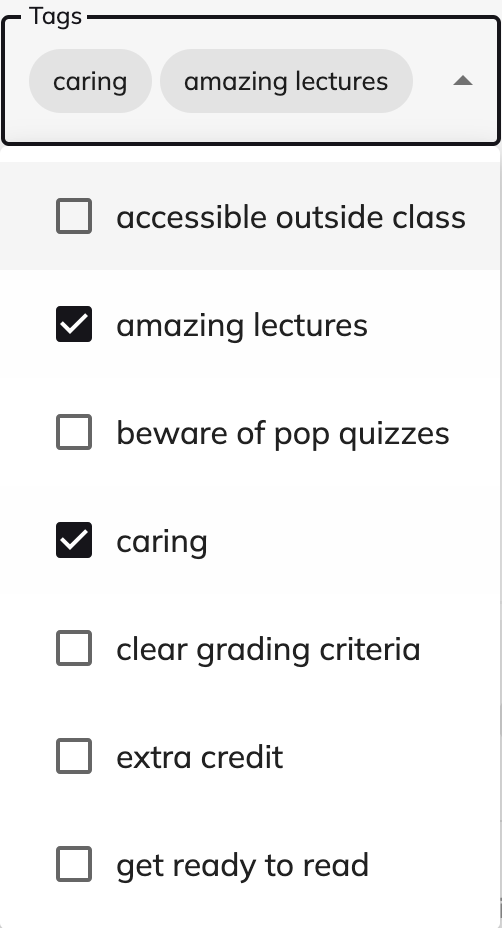 Tags
caring amazing lectures
accessible outside class
amazing lectures
beware of pop quizzes
caring
clear grading criteria
extra credit
get ready to read